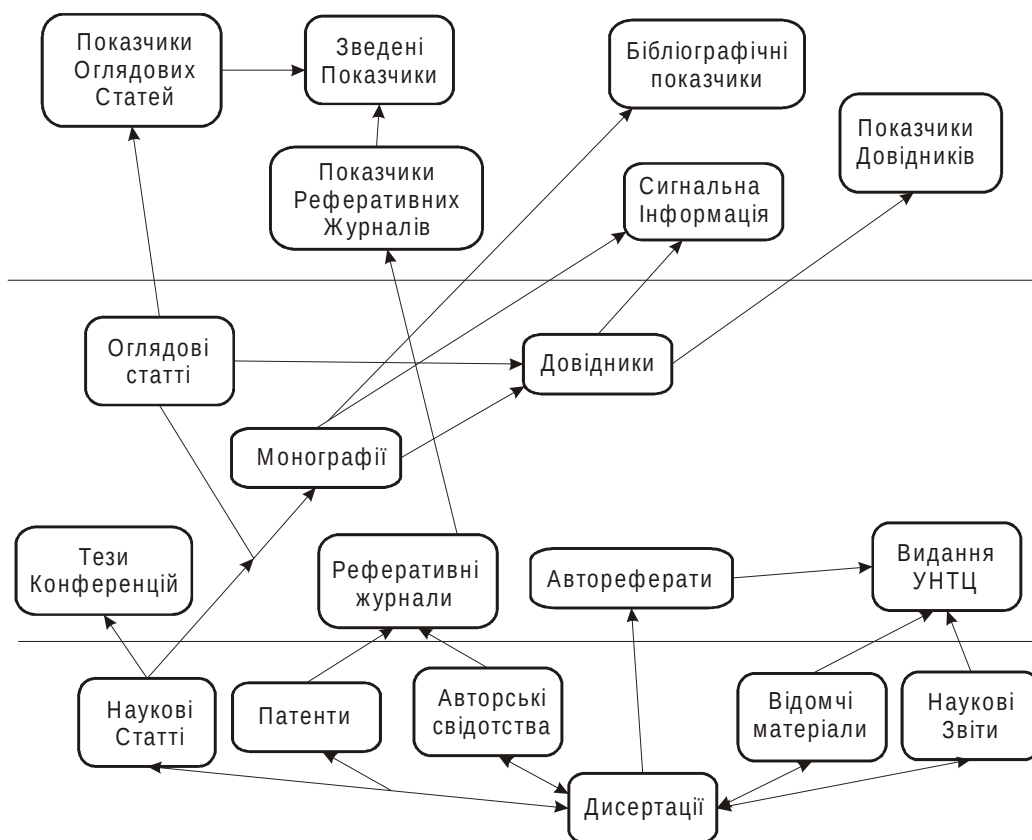 Показчики
Оглядових
Статей
Зведені
Показчики
Бібліографічні
показчики
Показчики
Довідників
Показчики
Реферативних
Журналів
Сигнальна
Інформація
Оглядові
статті
Довідники
Монографії
Тези
Конференцій
Реферативні
журнали
Автореферати
Видання
УНТЦ
Наукові
Статті
Патенти
Авторські
свідотства
Відомчі
матеріали
Наукові
Звіти
Дисертації